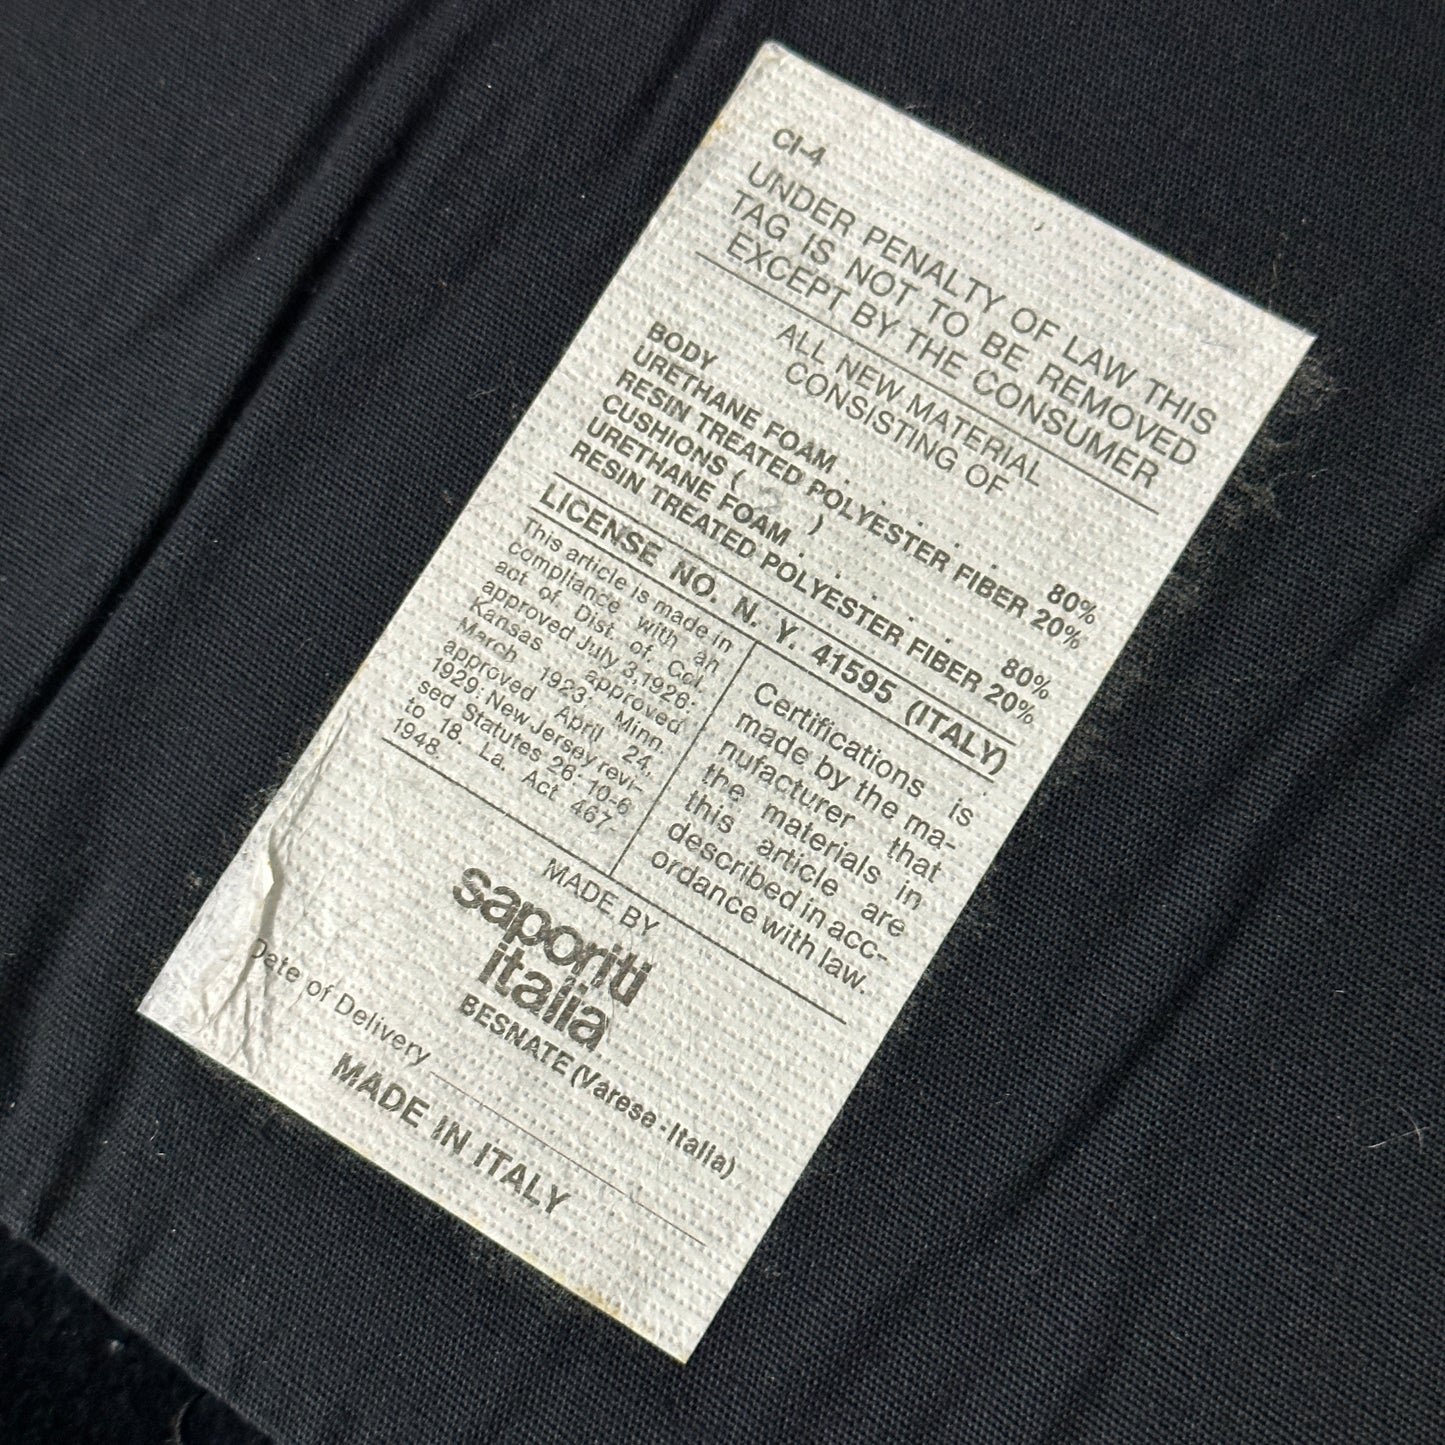 CI-4
UNDER PENALTY OF LAW THIS
TAG IS NOT TO BE REMOVED
EXCEPT BY THE CONSUMER
ALL NEW MATERIAL
CONSISTING OF
BODY
URETHANE FOAM . . . . . . 80%
RESIN TREATED POLYESTER FIBER 20%
CUSHIONS ( 2 )
URETHANE FOAM . . . . . . 80%
RESIN TREATED POLYESTER FIBER 20%
LICENSE NO. N. Y. 41595 (ITALY)
This article is made in
compliance with an
act of. Dist. of. Col.
approved July 3,1926:
Kansas approved
March 1923; Minn.
approved April 24,
1929: New Jersey revi-
sed Statutes 26: 10-6
to 18. La. Act 467-
1948.
Certifications is
made by the ma-
nufacturer that
the materials in
this article are
described in acc-
ordance with law.
MADE BY
saporiti
italia
BESNATE (Varese - Italia)
Date of Delivery
MADE IN ITALY